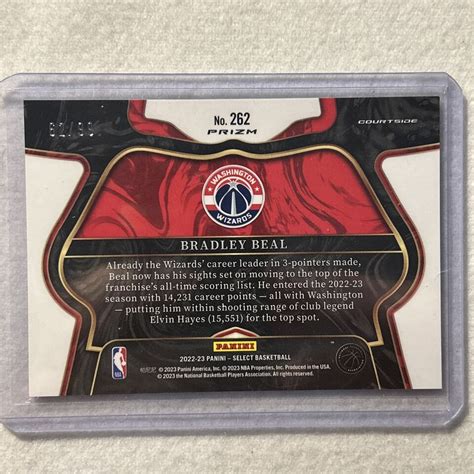 No. 262
PRIZM
COURTSIDE
WASHINGTON
WIZARDS
BRADLEY BEAL
Already the Wizards' career leader in 3-pointers made,
Beal now has his sights set on moving to the top of the
franchise's all-time scoring list. He entered the 2022-23
season with 14,231 career points — all with Washington
— putting him within shooting range of club legend
Elvin Hayes (15,551) for the top spot.
PANINI
NBA
2022-23 PANINI – SELECT BASKETBALL
© 2023 Panini America, Inc. © 2023 NBA Properties, Inc. Produced in the USA.
© 2023 the National Basketball Players Association. All rights reserved.